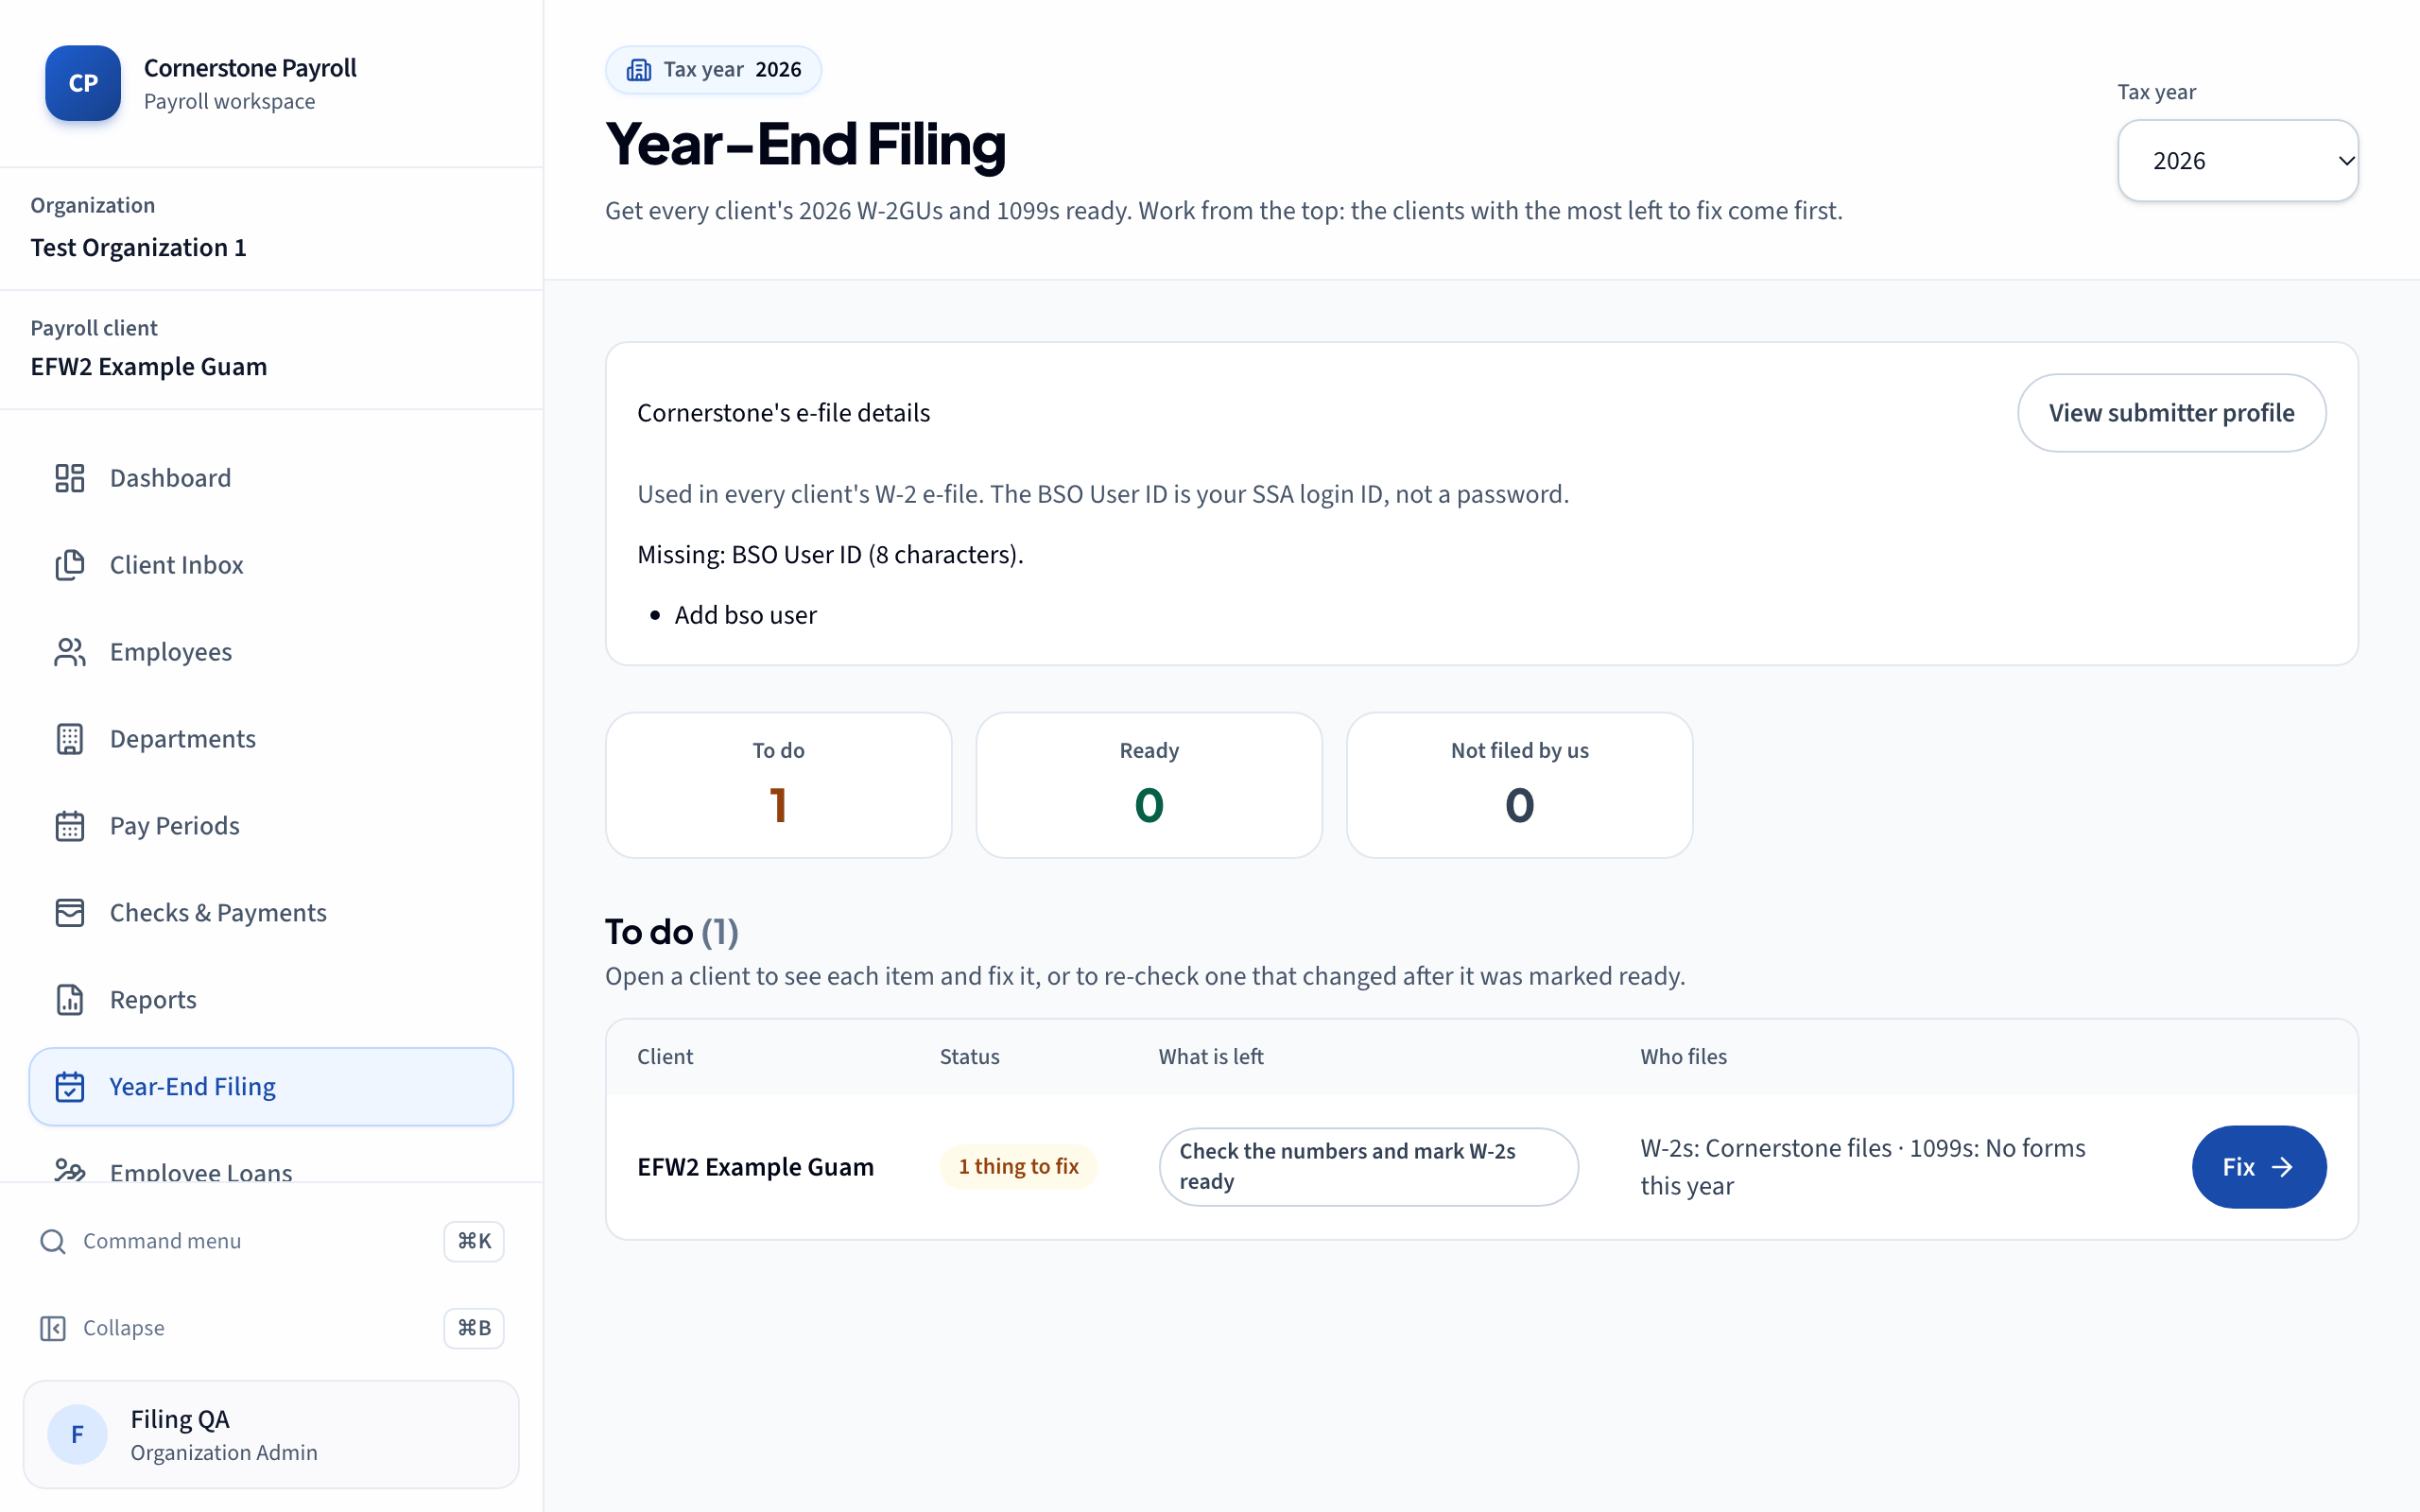 CP
Cornerstone Payroll
Payroll workspace
Organization
Test Organization 1
Payroll client
EFW2 Example Guam
Dashboard
Client Inbox
Employees
Departments
Pay Periods
Checks & Payments
Reports
Year-End Filing
Employee Loans
Command menu
⌘K
Collapse
⌘B
F
Filing QA
Organization Admin
Tax year 2026
Year-End Filing
Get every client's 2026 W-2GUs and 1099s ready. Work from the top: the clients with the most left to fix come first.
Tax year
2026
Cornerstone's e-file details
View submitter profile
Used in every client's W-2 e-file. The BSO User ID is your SSA login ID, not a password.
Missing: BSO User ID (8 characters).
• Add bso user
To do
1
Ready
0
Not filed by us
0
To do (1)
Open a client to see each item and fix it, or to re-check one that changed after it was marked ready.
Client
Status
What is left
Who files
EFW2 Example Guam
1 thing to fix
Check the numbers and mark W-2s
ready
W-2s: Cornerstone files · 1099s: No forms
this year
Fix →